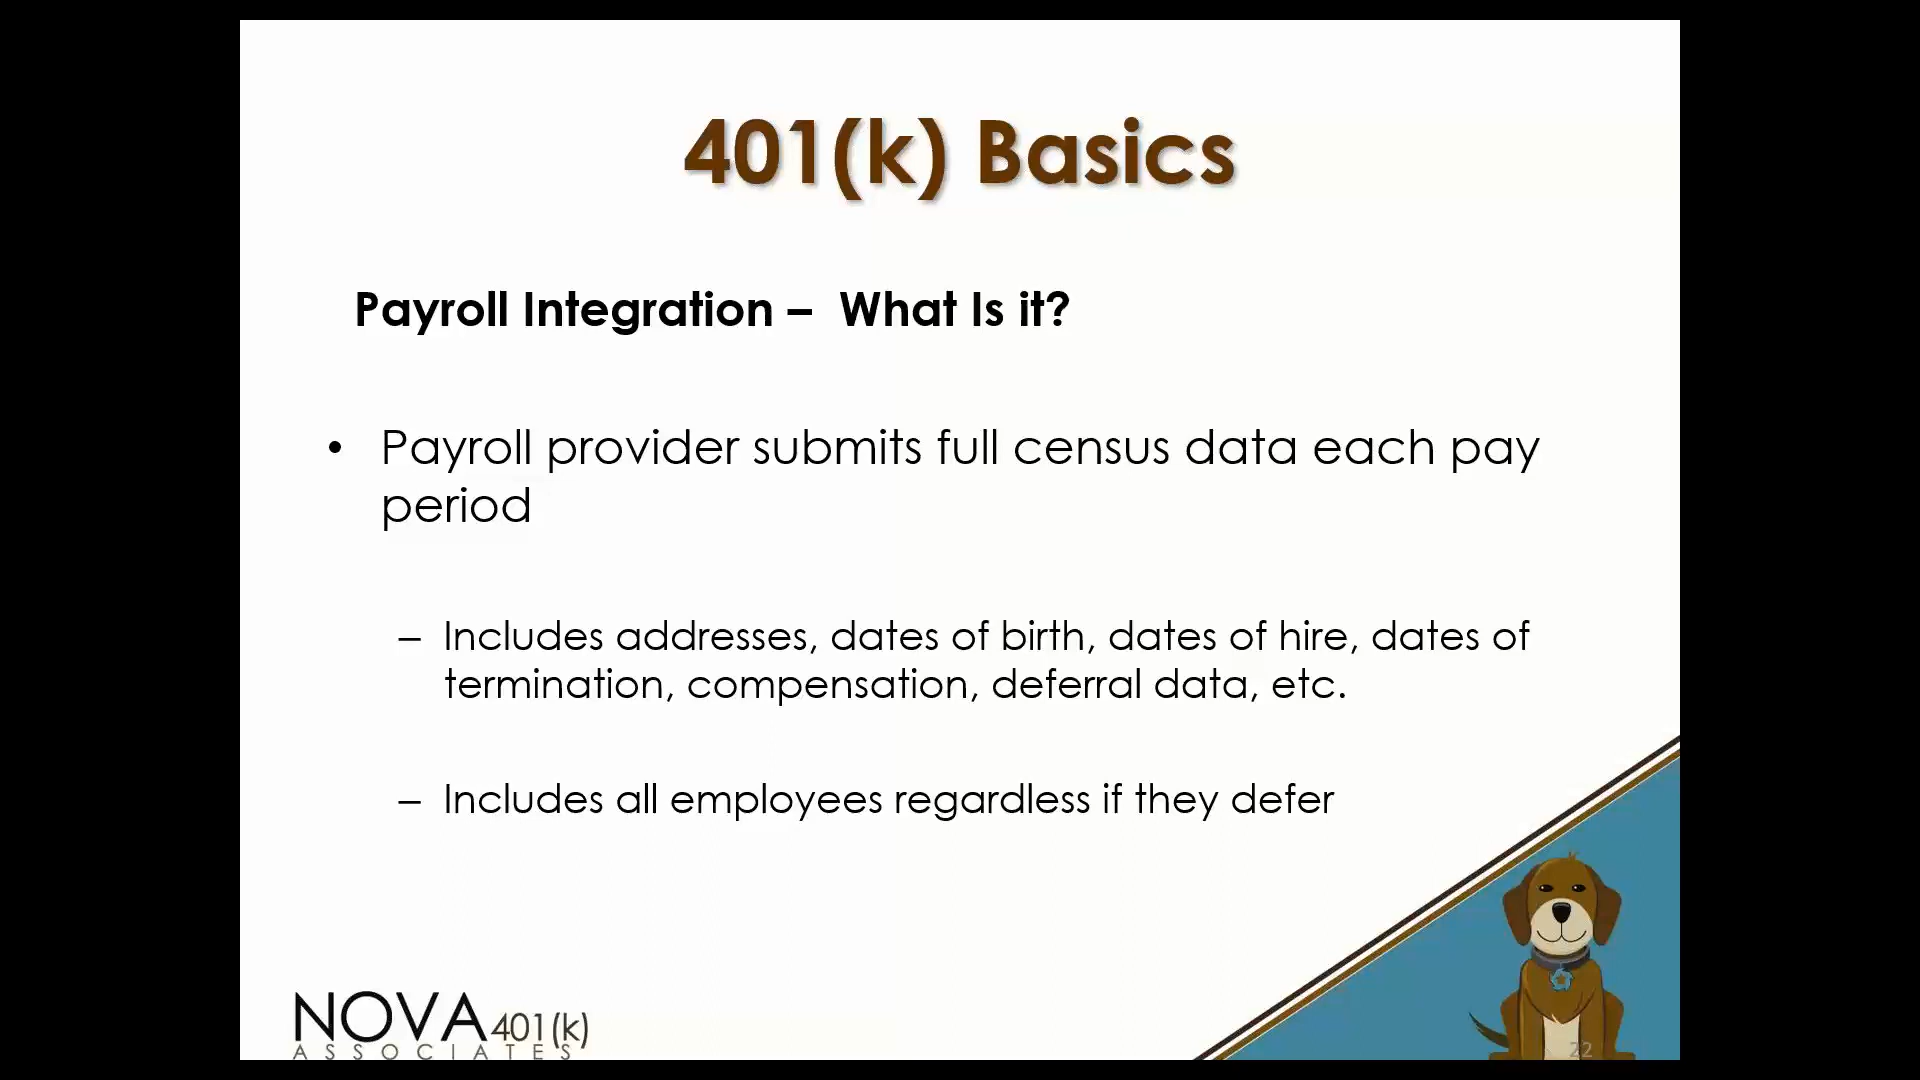 401(k) Basics
Payroll Integration – What Is it?
• Payroll provider submits full census data each pay
period
– Includes addresses, dates of birth, dates of hire, dates of
termination, compensation, deferral data, etc.
– Includes all employees regardless if they defer
NOVA 401(k)
ASSOCIATES
22